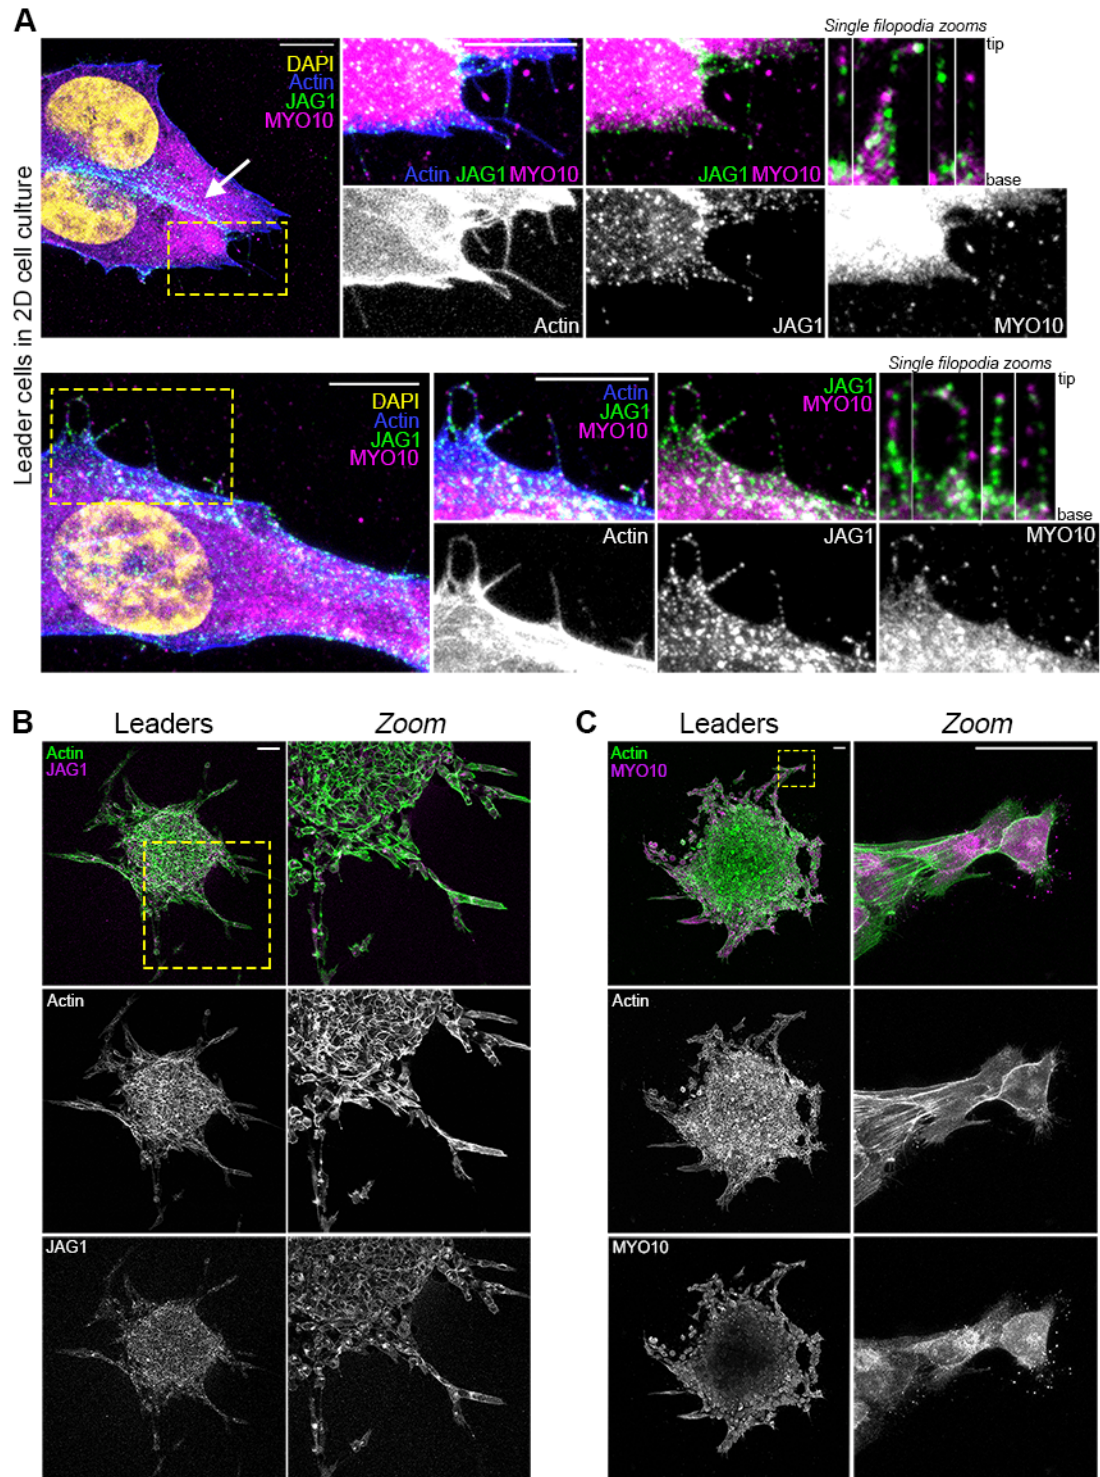 A
Single filopodia zooms
tip
DAPI
Actin
JAG1
MYO10
Actin JAG1 MYO10
JAG1 MYO10
base
Leader cells in 2D cell culture
Actin
JAG1
MYO10
Single filopodia zooms
tip
DAPI
Actin
JAG1
MYO10
Actin
JAG1
MYO10
JAG1
MYO10
base
Actin
JAG1
MYO10
B
Leaders
Zoom
Actin
JAG1
Actin
JAG1
C
Leaders
Zoom
Actin
MYO10
Actin
MYO10